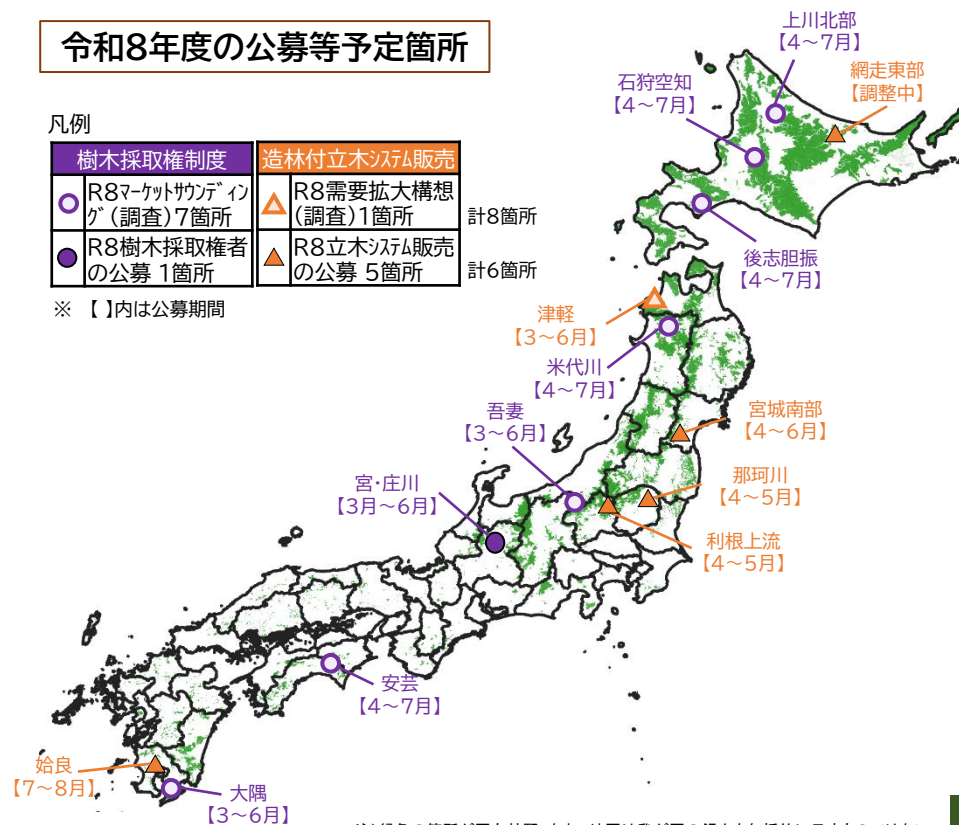 令和8年度の公募等予定箇所
凡例
樹木採取権制度
造林付立木システム販売
R8マーケットサウンディン
グ(調査)7箇所
R8需要拡大構想
(調査)1箇所
計8箇所
R8樹木採取権者
の公募 1箇所
R8立木システム販売
の公募 5箇所
計6箇所
※ 【 】内は公募期間
上川北部
【4~7月】
網走東部
【調整中】
石狩空知
【4~7月】
後志胆振
【4~7月】
津軽
【3~6月】
米代川
【4~7月】
宮城南部
【4~6月】
吾妻
【3~6月】
那珂川
【4~5月】
宮・庄川
【3月~6月】
利根上流
【4~5月】
安芸
【4~7月】
姶良
【7~8月】
大隅
【3~6月】